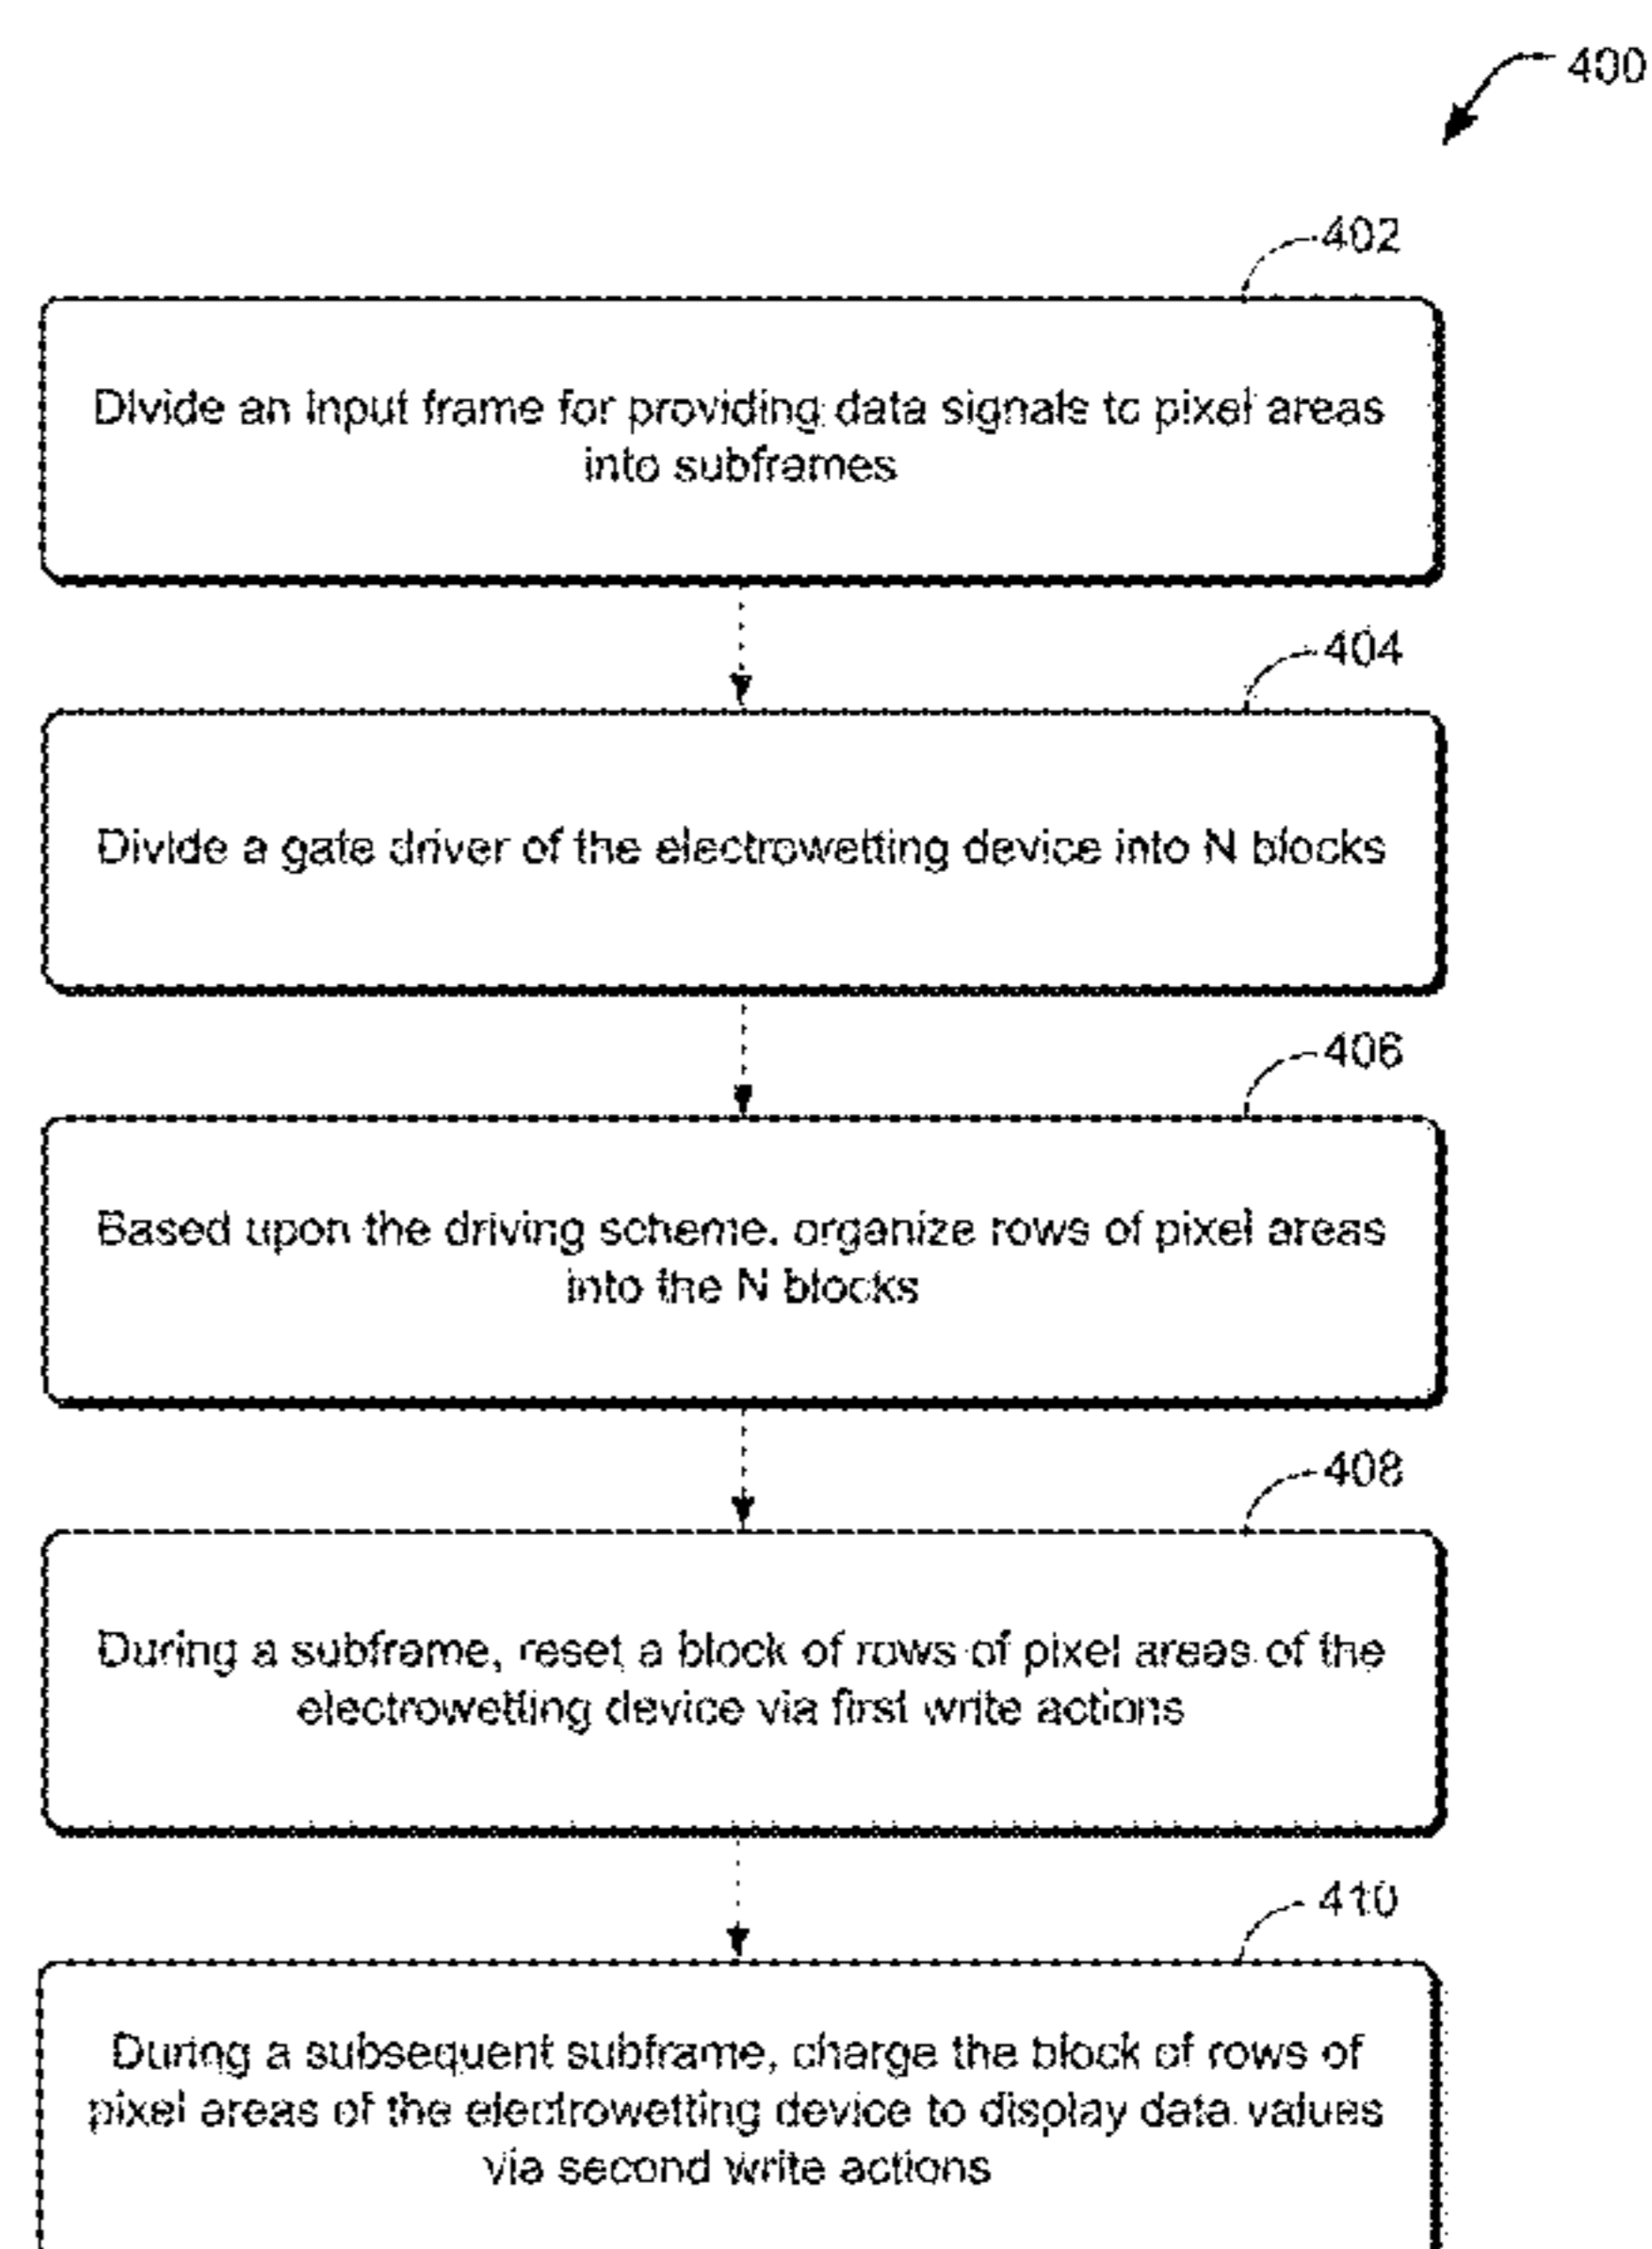 400
402
Divide an input frame for providing data signals to pixel areas
into subframes
404
Divide a gate driver of the electrowetting device into N blocks
406
Based upon the driving scheme, organize rows of pixel areas
into the N blocks
408
During a subframe, reset a block of rows of pixel areas of the
electrowetting device via first write actions
410
During a subsequent subframe, charge the block of rows of
pixel areas of the electrowetting device to display data values
via second write actions